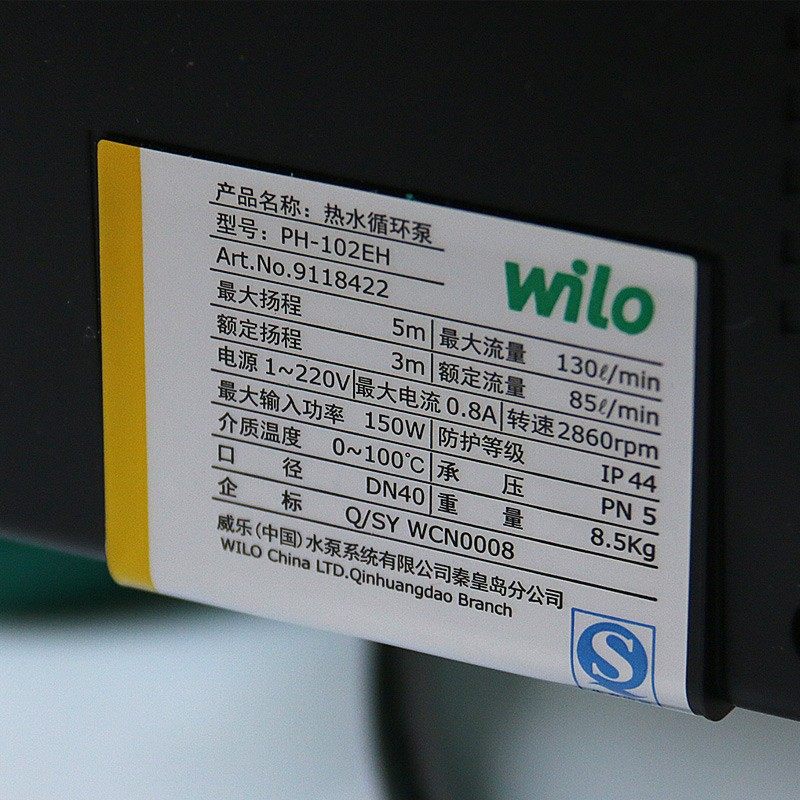 产品名称：热水循环泵
型号：PH-102EH
Art.No.9118422
wilo
最大扬程 5m 最大流量 130ℓ/min
额定扬程 3m 额定流量 85ℓ/min
电源 1~220V 最大电流 0.8A 转速 2860rpm
最大输入功率 150W 防护等级 IP 44
介质温度 0~100℃ 承 压 PN 5
口 径 DN40 重 量 8.5Kg
企 标 Q/SY WCN0008
威乐(中国)水泵系统有限公司秦皇岛分公司
WILO China LTD.Qinhuangdao Branch